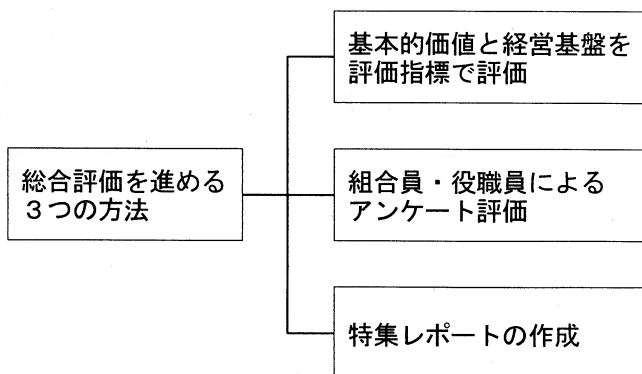 総合評価を進める
３つの方法
基本的価値と経営基盤を
評価指標で評価
組合員・役職員による
アンケート評価
特集レポートの作成